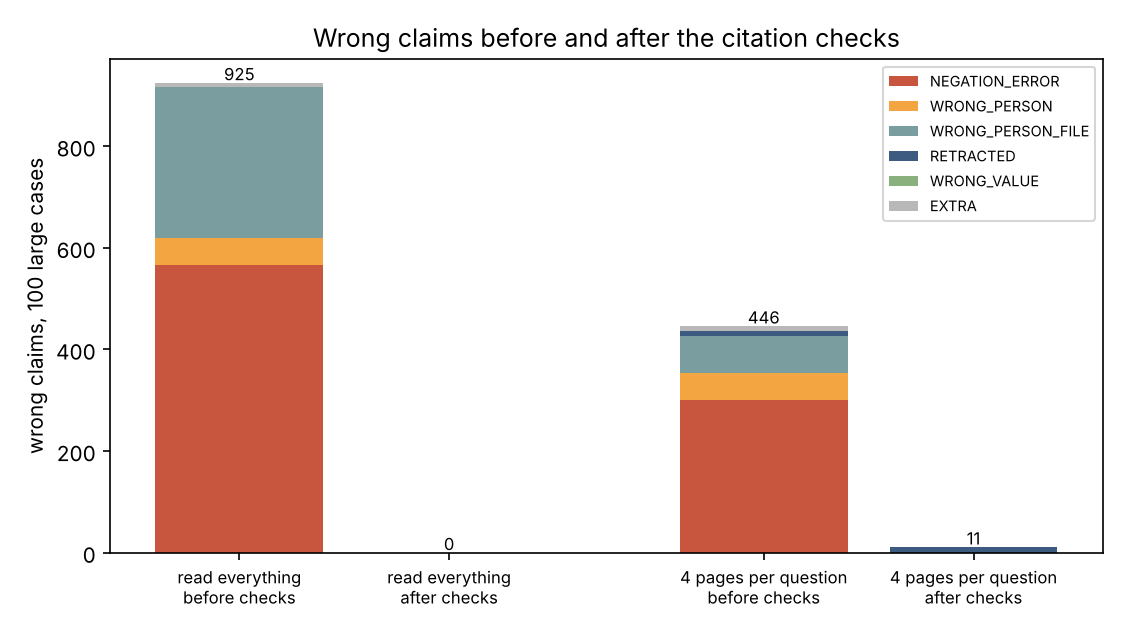 Wrong claims before and after the citation checks
wrong claims, 100 large cases
800
600
400
200
0
925
0
446
11
NEGATION_ERROR
WRONG_PERSON
WRONG_PERSON_FILE
RETRACTED
WRONG_VALUE
EXTRA
read everything
before checks
read everything
after checks
4 pages per question
before checks
4 pages per question
after checks